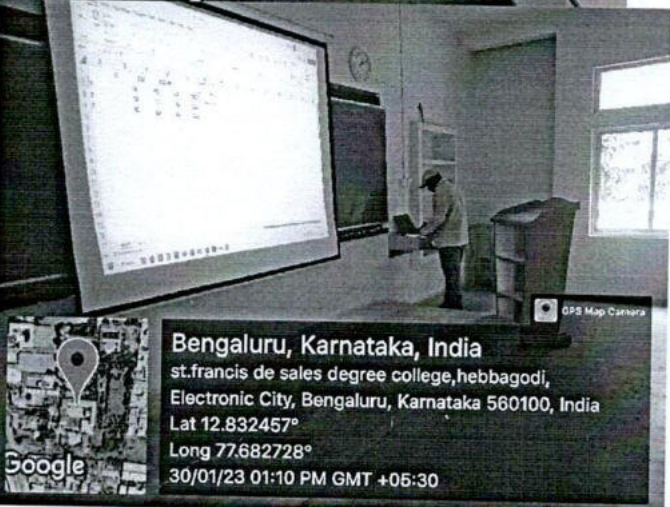 GPS Map Camera
Bengaluru, Karnataka, India
st.francis de sales degree college,hebbagodi,
Electronic City, Bengaluru, Karnataka 560100, India
Lat 12.832457°
Long 77.682728°
30/01/23 01:10 PM GMT +05:30
Google